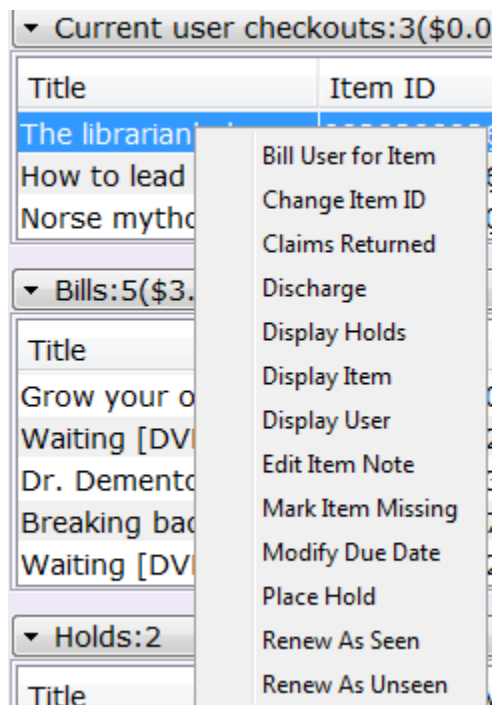 Current user checkouts:3($0.0
Title Item ID
The librarian
How to lead
Norse mytho
Bills:5($3.
Title
Grow your o
Waiting [DV
Dr. Demento
Breaking bad
Waiting [DV
Holds:2
Title
Bill User for Item
Change Item ID
Claims Returned
Discharge
Display Holds
Display Item
Display User
Edit Item Note
Mark Item Missing
Modify Due Date
Place Hold
Renew As Seen
Renew As Unseen